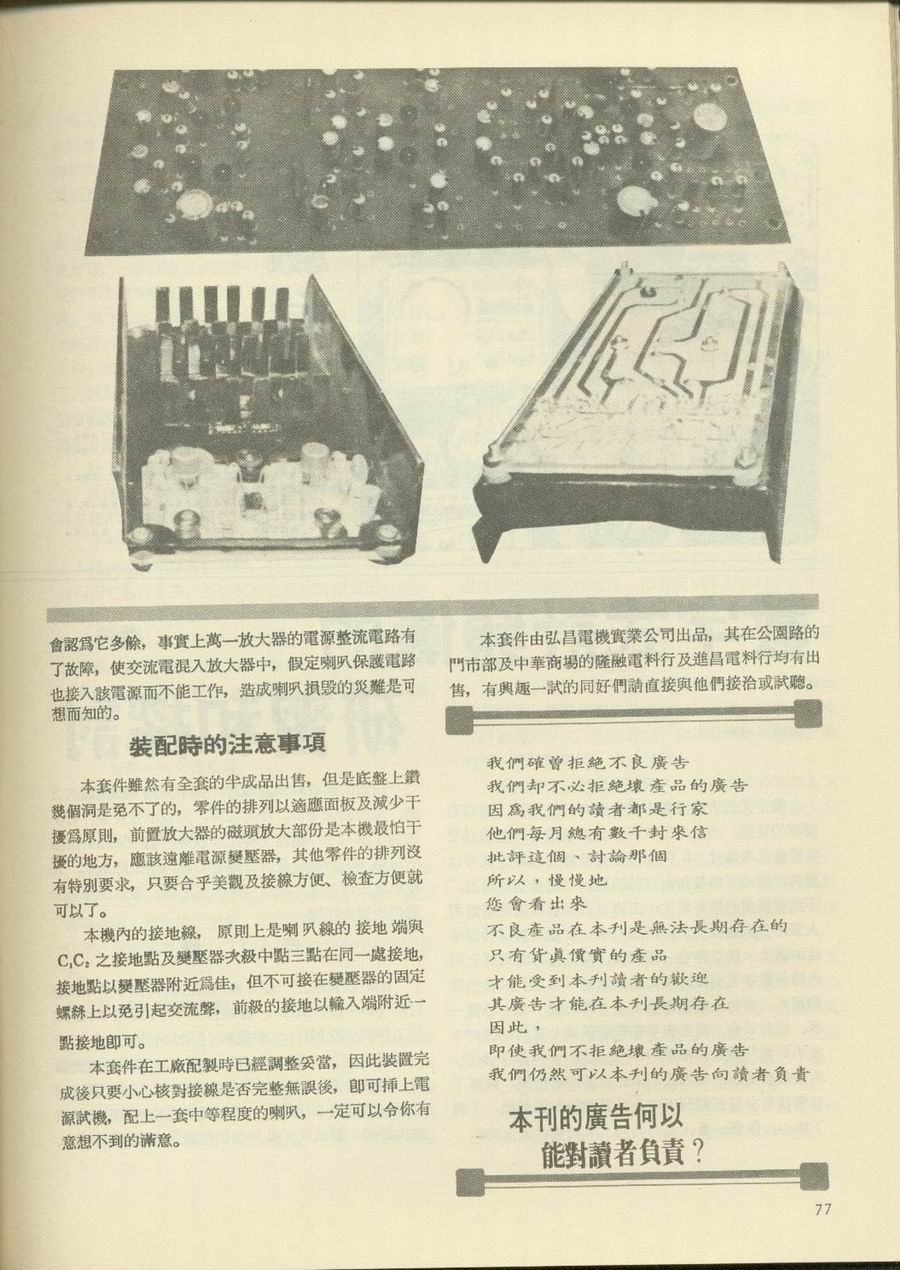 會認爲它多餘，事實上萬一放大器的電源整流電路有
了故障，使交流電混入放大器中，假定喇叭保護電路
也接入該電源而不能工作，造成喇叭損毀的災難是可
想而知的。
裝配時的注意事項
本套件雖然有全套的半成品出售，但是底盤上鑽
幾個洞是免不了的，零件的排列以適應面板及減少干
擾爲原則，前置放大器的磁頭放大部份是本機最怕干
擾的地方，應該遠離電源變壓器，其他零件的排列沒
有特別要求，只要合乎美觀及接線方便、檢查方便就
可以了。
本機內的接地線，原則上是喇叭線的接地端與
C₁C₂之接地點及變壓器次級中點三點在同一處接地，
接地點以變壓器附近爲佳，但不可接在變壓器的固定
螺絲上以免引起交流聲，前級的接地以輸入端附近一
點接地卽可。
本套件在工廠配製時已經調整妥當，因此裝置完
成後只要小心核對接線是否完整無誤後，卽可揷上電
源試機，配上一套中等程度的喇叭，一定可以令你有
意想不到的滿意。
本套件由弘昌電機實業公司出品，其在公園路的
門市部及中華商場的隆融電料行及進昌電料行均有出
售，有興趣一試的同好們請直接與他們接洽或試聽。
我們確曾拒絕不良廣告
我們却不必拒絕壞產品的廣告
因爲我們的讀者都是行家
他們每月總有數千封來信
批評這個、討論那個
所以，慢慢地
您會看出來
不良產品在本刊是無法長期存在的
只有貨眞價實的產品
才能受到本刊讀者的歡迎
其廣告才能在本刊長期存在
因此，
即使我們不拒絕壞產品的廣告
我們仍然可以本刊的廣告向讀者負責
本刊的廣告何以
能對讀者負責？
77